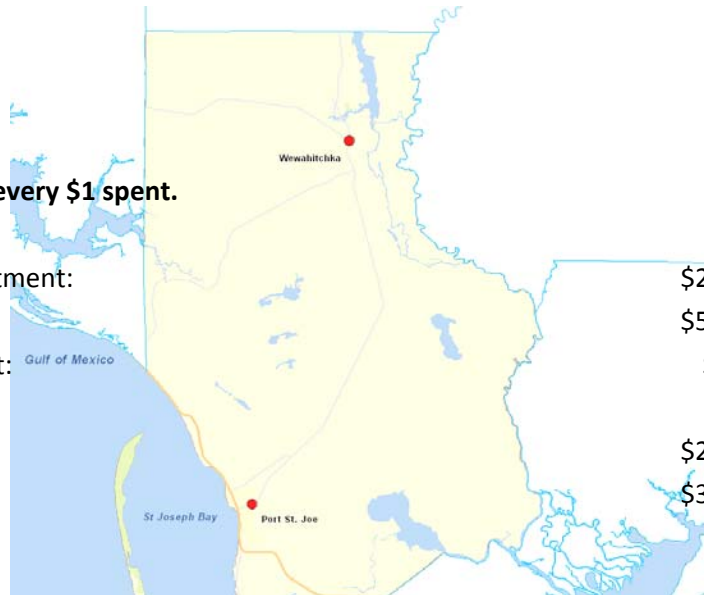 Wewahitchka
every $1 spent.
tment:
$2
$5
t:
Gulf of Mexico
$2
$3
St Joseph Bay
Port St. Joe